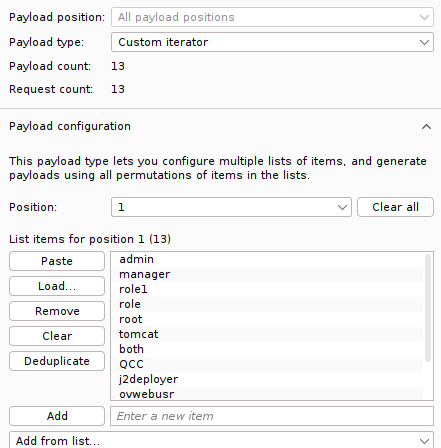 Payload position: All payload positions
Payload type: Custom iterator
Payload count: 13
Request count: 13
Payload configuration
This payload type lets you configure multiple lists of items, and generate
payloads using all permutations of items in the lists.
Position: 1 Clear all
List items for position 1 (13)
Paste
Load...
Remove
Clear
Deduplicate
admin
manager
role1
role
root
tomcat
both
QCC
j2deployer
ovwebusr
Add Enter a new item
Add from list...